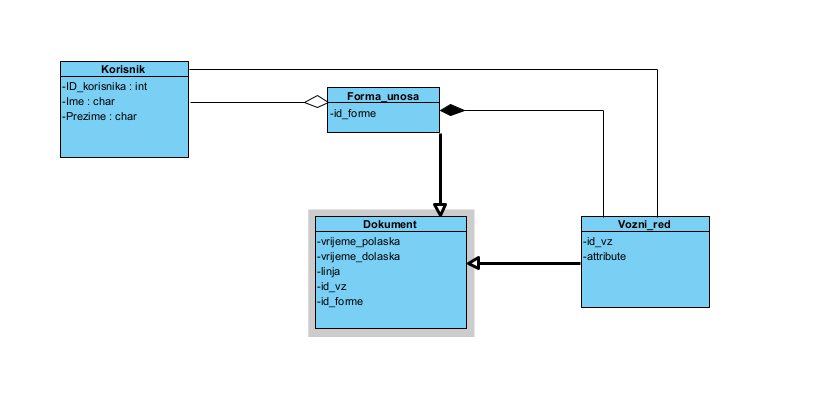 Korisnik
-ID_korisnika : int
-Ime : char
-Prezime : char
Forma_unosa
-id_forme
Dokument
-vrijeme_polaska
-vrijeme_dolaska
-linja
-id_vz
-id_forme
Vozni_red
-id_vz
-attribute